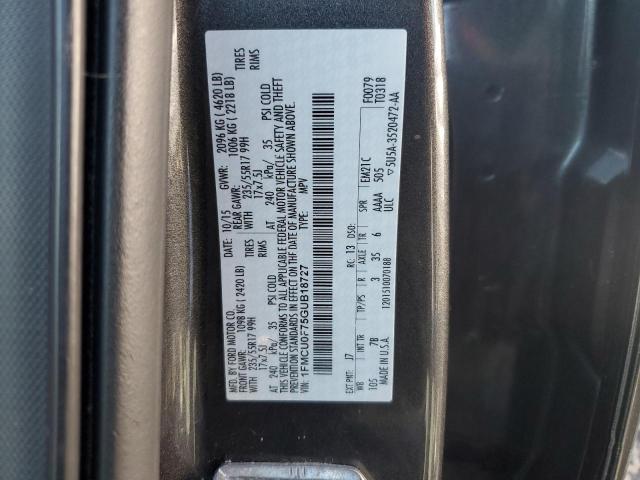 MFD. BY FORD MOTOR CO. DATE: 10/15 GVWR: 2096 KG ( 4620 LB)
FRONT GAWR: 1098 KG ( 2420 LB) REAR GAWR: 1006 KG ( 2218 LB)
WITH 235/55R17 99H TIRES WITH 235/55R17 99H TIRES
17x7.5J RIMS 17x7.5J RIMS
AT 240 kPa/ 35 PSI COLD AT 240 kPa/ 35 PSI COLD
THIS VEHICLE CONFORMS TO ALL APPLICABLE FEDERAL MOTOR VEHICLE SAFETY AND THEFT
PREVENTION STANDARDS IN EFFECT ON THE DATE OF MANUFACTURE SHOWN ABOVE.
VIN: 1FMCU0F75GUB18727 TYPE: MPV
F0079
T0318
EXT PNT: J7 RC: 13 DSO:
WB INT TR TP/PS R AXLE TR SPR EM21C
105 7B 3 35 6 AAAA 505
MADE IN U.S.A. ULC
1201510070188 ▽5U5A-3520472-AA